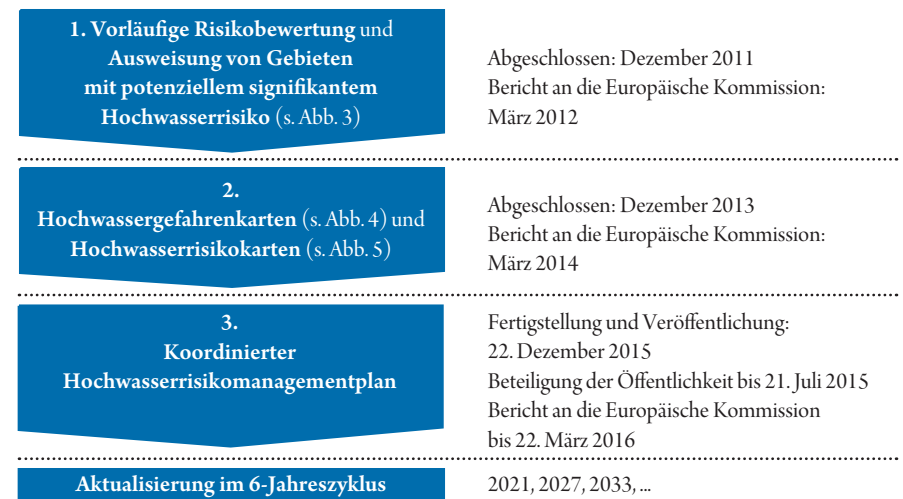 1. Vorläufige Risikobewertung und
Ausweisung von Gebieten
mit potenziellem signifikantem
Hochwasserrisiko (s. Abb. 3)
Abgeschlossen: Dezember 2011
Bericht an die Europäische Kommission:
März 2012
2.
Hochwassergefahrenkarten (s. Abb. 4) und
Hochwasserrisikokarten (s. Abb. 5)
Abgeschlossen: Dezember 2013
Bericht an die Europäische Kommission:
März 2014
3.
Koordinierter
Hochwasserrisikomanagementplan
Fertigstellung und Veröffentlichung:
22. Dezember 2015
Beteiligung der Öffentlichkeit bis 21. Juli 2015
Bericht an die Europäische Kommission
bis 22. März 2016
Aktualisierung im 6-Jahreszyklus
2021, 2027, 2033, ...